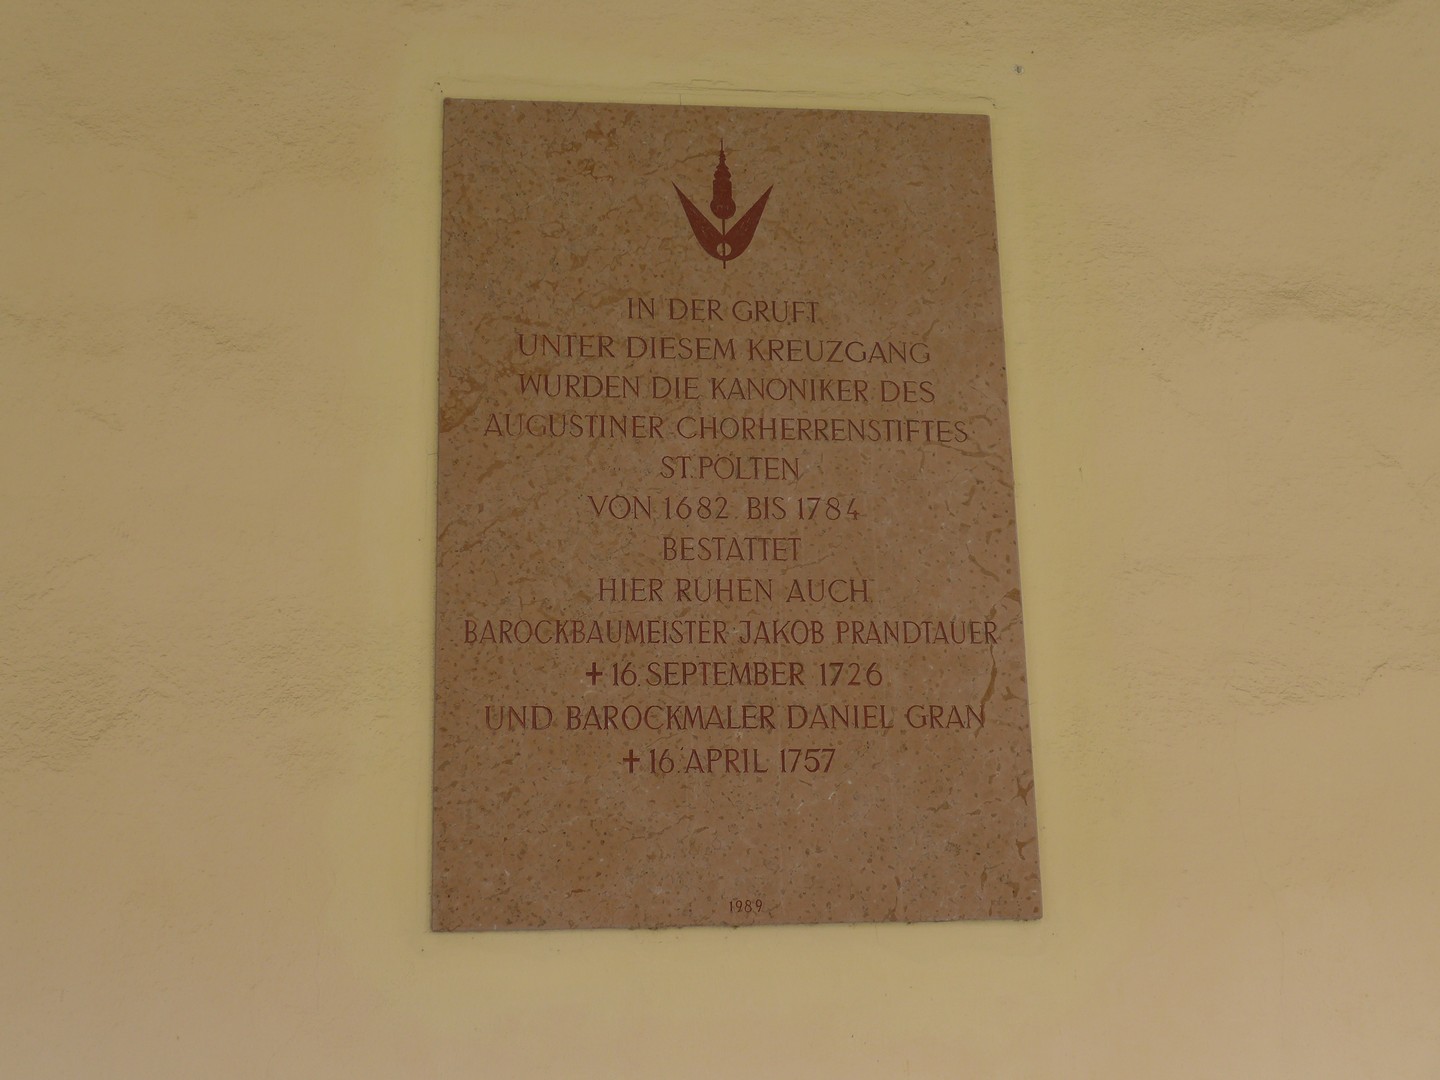 IN DER GRUFT
UNTER DIESEM KREUZGANG
WURDEN DIE KANONIKER DES
AUGUSTINER CHORHERRENSTIFTES
ST. PÖLTEN
VON 1682 BIS 1784
BESTATTET
HIER RUHEN AUCH
BAROCKBAUMEISTER JAKOB PRANDTAUER
✝ 16. SEPTEMBER 1726
UND BAROCKMALER DANIEL GRAN
✝ 16. APRIL 1757
1989